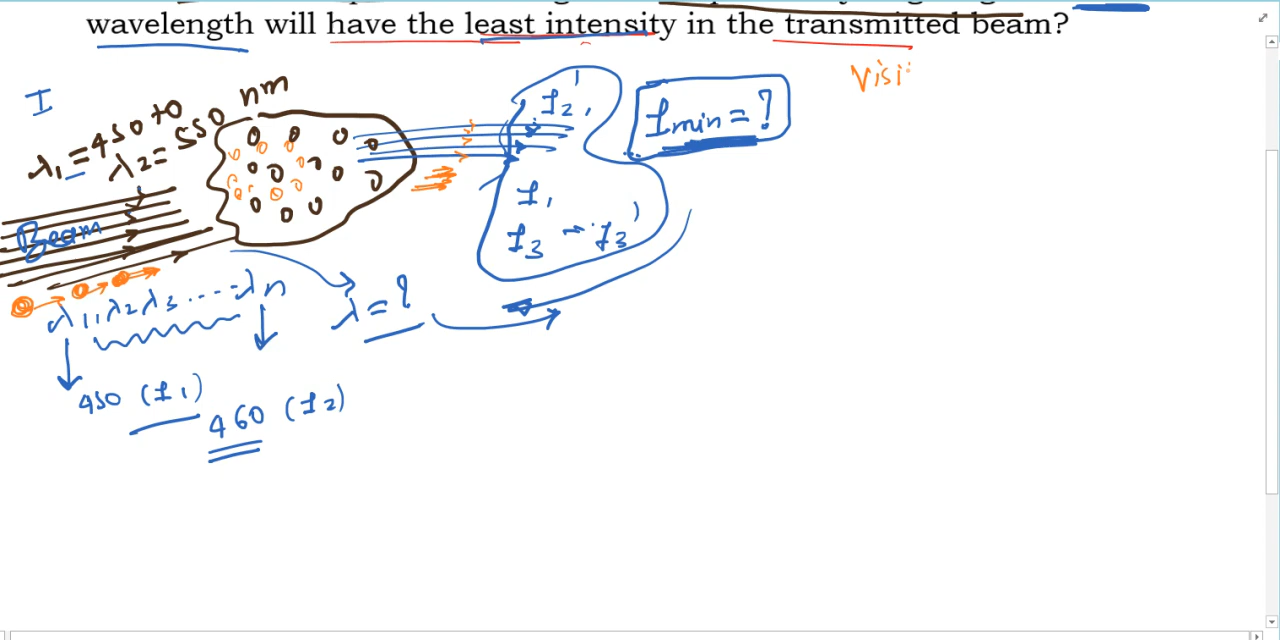 wavelength will have the least intensity in the transmitted beam?
Visi
I
λ1 = 450 to
λ2 = 550 nm
I2',
Imin = ?
I1
I3 - I3'
Beam
λ1, λ2 λ3 ..... λn
λ = ?
450 (I1)
460 (I2)